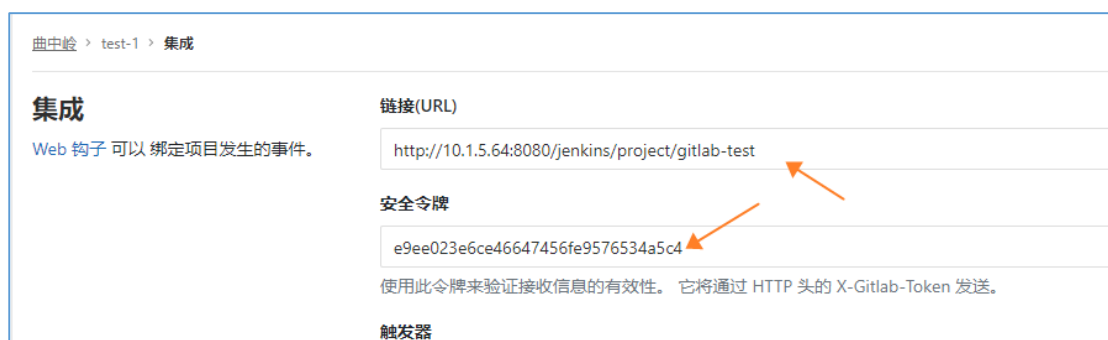 曲中岭 > test-1 > 集成
集成
Web 钩子 可以 绑定项目发生的事件。
链接(URL)
http://10.1.5.64:8080/jenkins/project/gitlab-test
安全令牌
e9ee023e6ce46647456fe9576534a5c4
使用此令牌来验证接收信息的有效性。 它将通过 HTTP 头的 X-Gitlab-Token 发送。
触发器